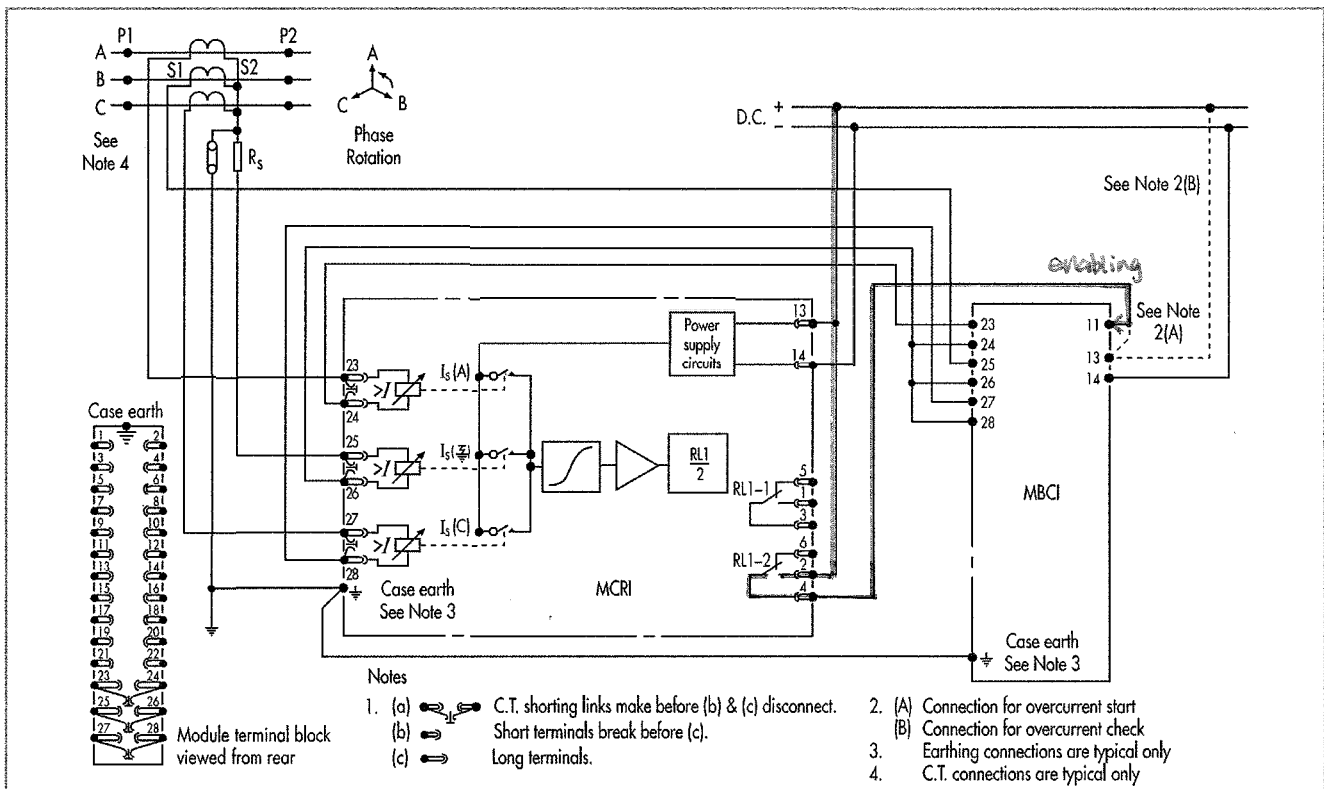 P1 P2
A
B S1 S2
C
See
Note 4
RS
A
C B
Phase
Rotation
D.C. +
-
See Note 2(B)
enabling
See Note
2(A)
Power
supply
circuits
13
14
23
>I
24
IS (A)
25
>I
26
IS ( )
27
>I
28
IS (C)
RL1
2
RL1-1
5
1
3
RL1-2
6
2
4
Case earth
See Note 3
MCRI
23
24
25
26
27
28
11
13
14
MBCI
Case earth
See Note 3
Case earth
1 2
3 4
5 6
7 8
9 10
11 12
13 14
15 16
17 18
19 20
21 22
23 24
25 26
27 28
Module terminal block
viewed from rear
Notes
1. (a) C.T. shorting links make before (b) & (c) disconnect.
(b) Short terminals break before (c).
(c) Long terminals.
2. (A) Connection for overcurrent start
(B) Connection for overcurrent check
3. Earthing connections are typical only
4. C.T. connections are typical only